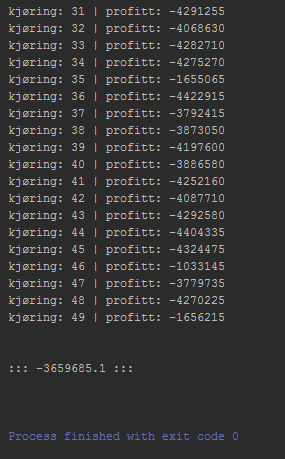 kjøring: 31 | profitt: -4291255
kjøring: 32 | profitt: -4068630
kjøring: 33 | profitt: -4282710
kjøring: 34 | profitt: -4275270
kjøring: 35 | profitt: -1655065
kjøring: 36 | profitt: -4422915
kjøring: 37 | profitt: -3792415
kjøring: 38 | profitt: -3873050
kjøring: 39 | profitt: -4197600
kjøring: 40 | profitt: -3886580
kjøring: 41 | profitt: -4252160
kjøring: 42 | profitt: -4087710
kjøring: 43 | profitt: -4292580
kjøring: 44 | profitt: -4404335
kjøring: 45 | profitt: -4324475
kjøring: 46 | profitt: -1033145
kjøring: 47 | profitt: -3779735
kjøring: 48 | profitt: -4270225
kjøring: 49 | profitt: -1656215
::: -3659685.1 :::
Process finished with exit code 0